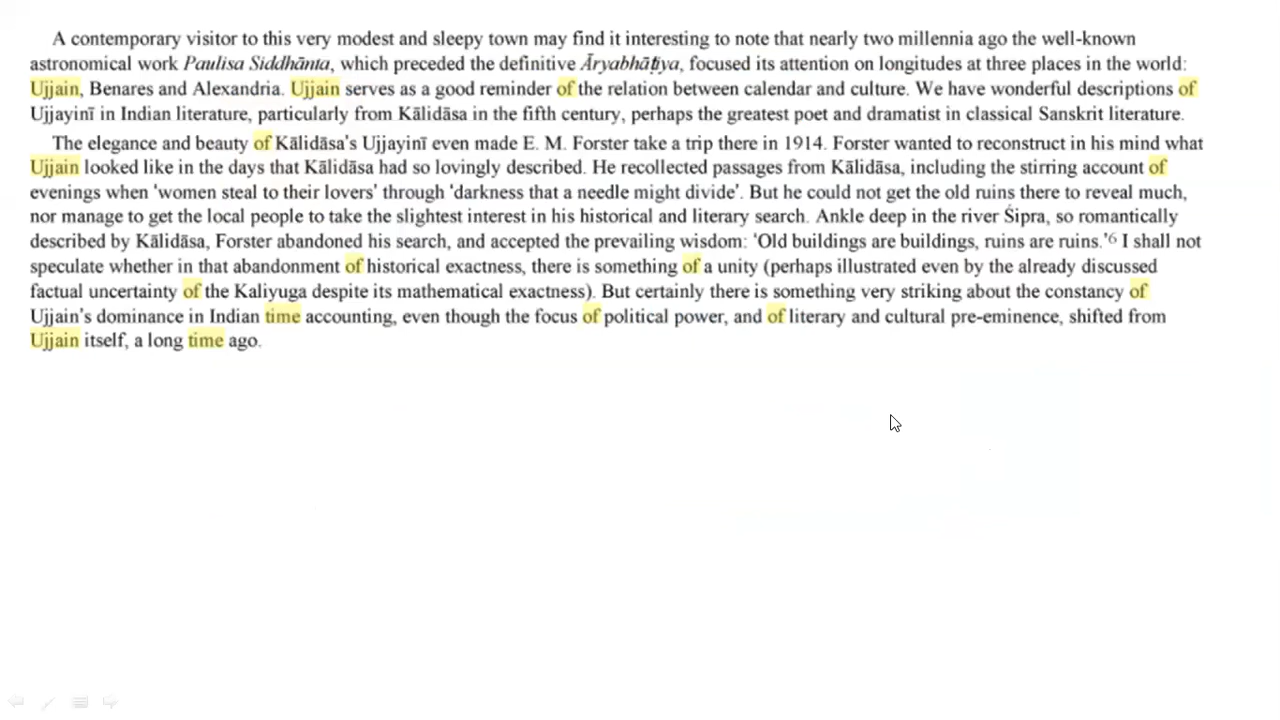 A contemporary visitor to this very modest and sleepy town may find it interesting to note that nearly two millennia ago the well-known
astronomical work Paulisa Siddhānta, which preceded the definitive Āryabhāṭīya, focused its attention on longitudes at three places in the world:
Ujjain, Benares and Alexandria. Ujjain serves as a good reminder of the relation between calendar and culture. We have wonderful descriptions of
Ujjayinī in Indian literature, particularly from Kālidāsa in the fifth century, perhaps the greatest poet and dramatist in classical Sanskrit literature.
The elegance and beauty of Kālidāsa's Ujjayinī even made E. M. Forster take a trip there in 1914. Forster wanted to reconstruct in his mind what
Ujjain looked like in the days that Kālidāsa had so lovingly described. He recollected passages from Kālidāsa, including the stirring account of
evenings when 'women steal to their lovers' through 'darkness that a needle might divide'. But he could not get the old ruins there to reveal much,
nor manage to get the local people to take the slightest interest in his historical and literary search. Ankle deep in the river Śipra, so romantically
described by Kālidāsa, Forster abandoned his search, and accepted the prevailing wisdom: 'Old buildings are buildings, ruins are ruins.'6 I shall not
speculate whether in that abandonment of historical exactness, there is something of a unity (perhaps illustrated even by the already discussed
factual uncertainty of the Kaliyuga despite its mathematical exactness). But certainly there is something very striking about the constancy of
Ujjain's dominance in Indian time accounting, even though the focus of political power, and of literary and cultural pre-eminence, shifted from
Ujjain itself, a long time ago.